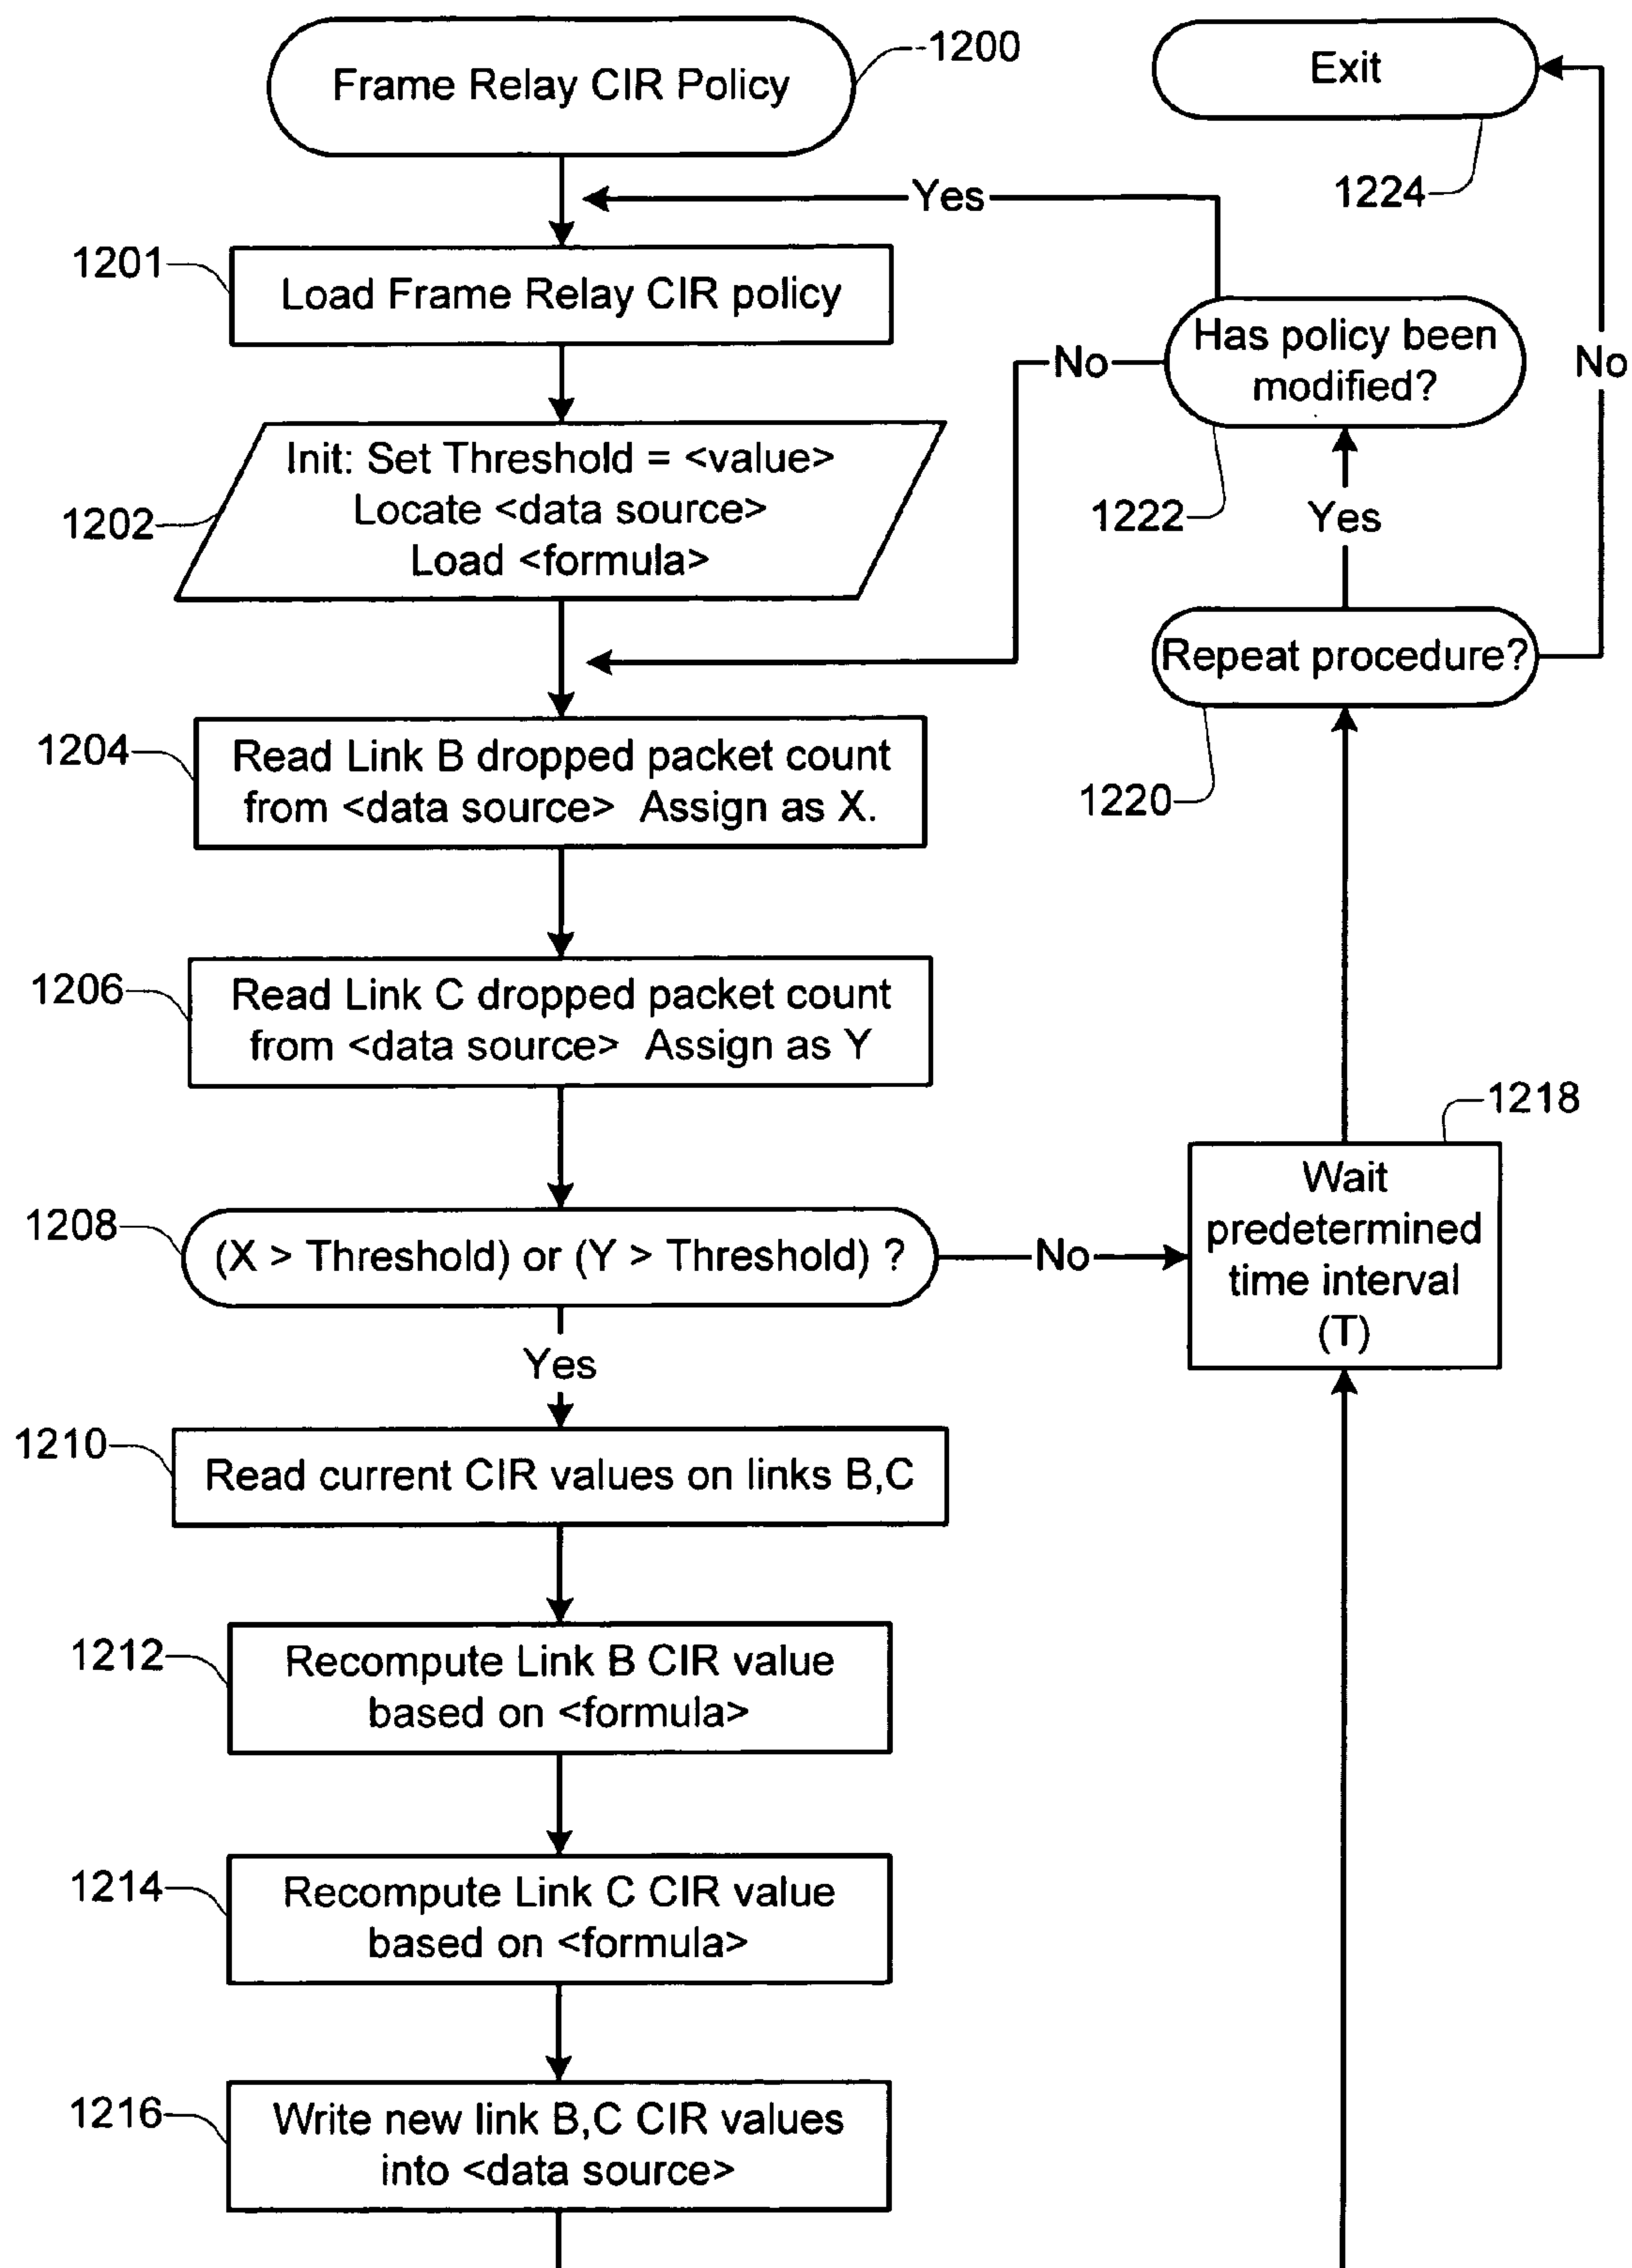 Frame Relay CIR Policy
1200
Exit
1224
Yes
1201
Load Frame Relay CIR policy
Has policy been
modified?
No
No
1222
Init: Set Threshold = <value>
Locate <data source>
Load <formula>
1202
Yes
Repeat procedure?
1220
1204
Read Link B dropped packet count
from <data source> Assign as X.
1206
Read Link C dropped packet count
from <data source> Assign as Y
1218
Wait
predetermined
time interval
(T)
1208
(X > Threshold) or (Y > Threshold) ?
No
Yes
1210
Read current CIR values on links B,C
1212
Recompute Link B CIR value
based on <formula>
1214
Recompute Link C CIR value
based on <formula>
1216
Write new link B,C CIR values
into <data source>